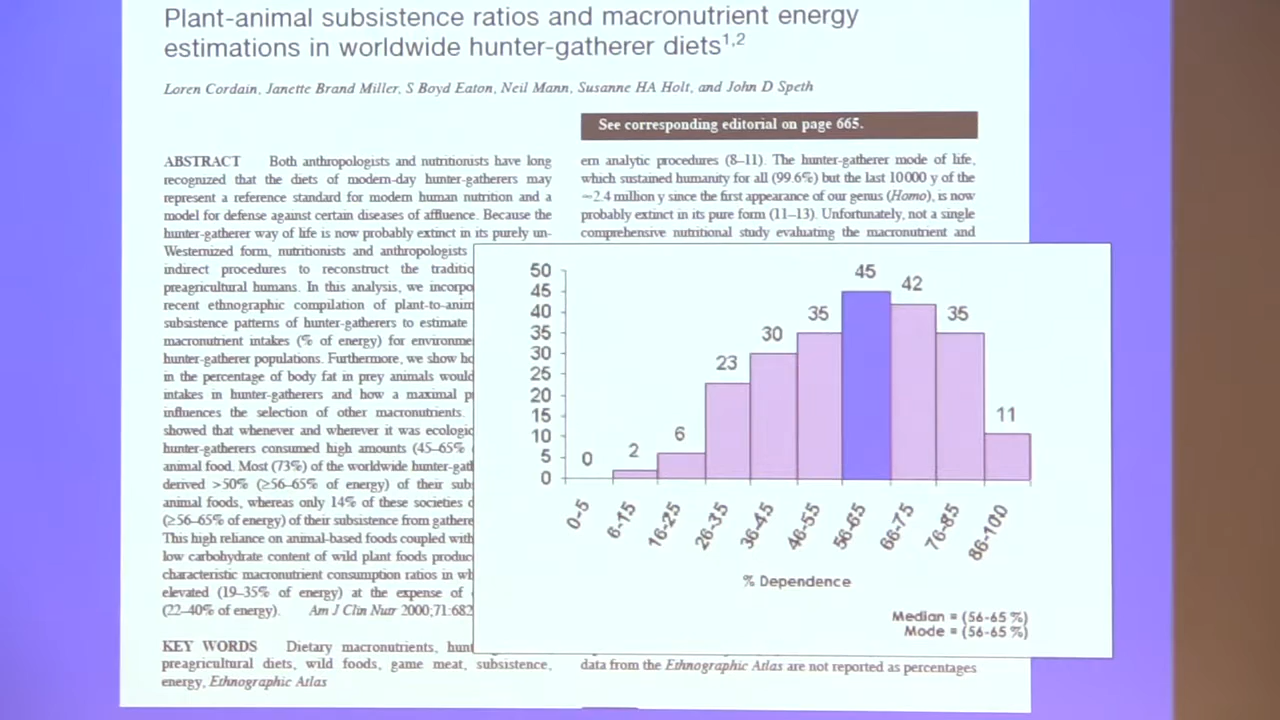 Plant-animal subsistence ratios and macronutrient energy
estimations in worldwide hunter-gatherer diets1,2
Loren Cordain, Janette Brand Miller, S Boyd Eaton, Neil Mann, Susanne HA Holt, and John D Speth
See corresponding editorial on page 665.
ABSTRACT Both anthropologists and nutritionists have long
recognized that the diets of modern-day hunter-gatherers may
represent a reference standard for modern human nutrition and a
model for defense against certain diseases of affluence. Because the
hunter-gatherer way of life is now probably extinct in its purely un-
Westernized form, nutritionists and anthropologists
indirect procedures to reconstruct the
preagricultural humans. In this analysis, we
recent ethnographic compilation of
subsistence patterns of hunter-gatherers to estimate
macronutrient intakes (% of energy) for
hunter-gatherer populations. Furthermore, we show
in the percentage of body fat in prey animals would
intakes in hunter-gatherers and how a maximal
influences the selection of other macronutrients.
showed that whenever and wherever it was
hunter-gatherers consumed high amounts (45–65%
animal food. Most (73%) of the worldwide
derived >50% (≥56–65% of energy) of their
animal foods, whereas only 14% of these societies
(≥56–65% of energy) of their subsistence from
This high reliance on animal-based foods coupled with
low carbohydrate content of wild plant foods
characteristic macronutrient consumption ratios in
elevated (19–35% of energy) at the expense of
(22–40% of energy). Am J Clin Nutr 2000;71:682
KEY WORDS Dietary macronutrients,
preagricultural diets, wild foods, game meat, subsistence,
energy, Ethnographic Atlas
ern analytic procedures (8–11). The hunter-gatherer mode of life,
which sustained humanity for all (99.6%) but the last 10000 y of the
~2.4 million y since the first appearance of our genus (Homo), is now
probably extinct in its pure form (11–13). Unfortunately, not a single
comprehensive nutritional study evaluating the macronutrient and
50
45
40
35
30
25
20
15
10
5
0
0
2
6
23
30
35
45
42
35
11
0-5
6-15
16-25
26-35
36-45
46-55
56-65
66-75
76-85
86-100
% Dependence
Median = (56-65 %)
Mode = (56-65 %)
data from the Ethnographic Atlas are not reported as percentages